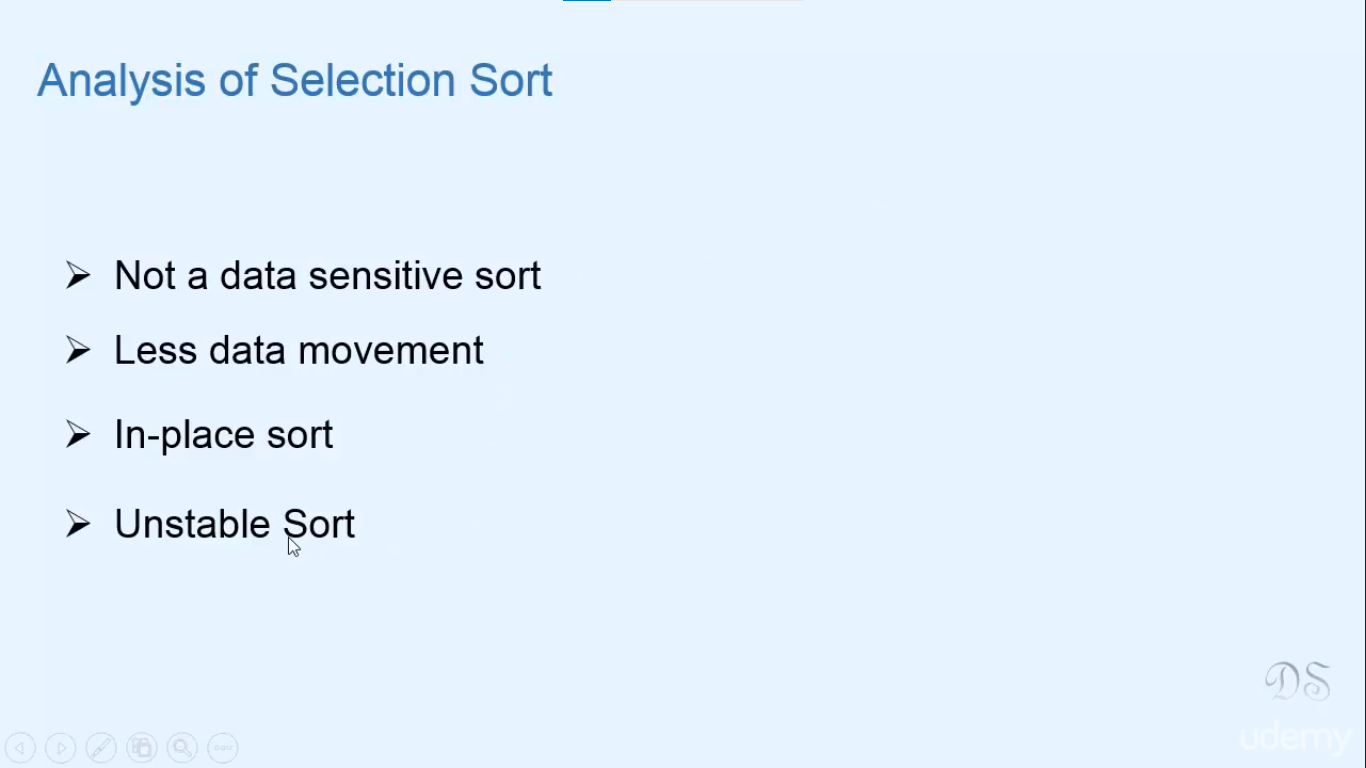 Analysis of Selection Sort
➢ Not a data sensitive sort
➢ Less data movement
➢ In-place sort
➢ Unstable Sort
DS
udemy